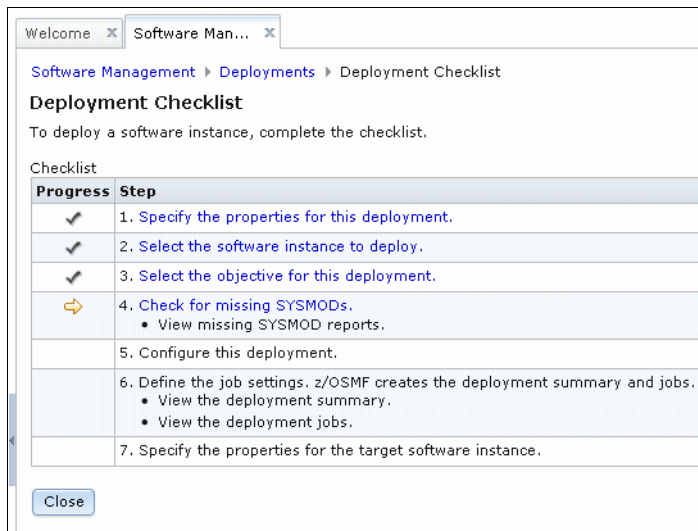 Welcome X Software Man... X
Software Management Deployments Deployment Checklist
Deployment Checklist
To deploy a software instance, complete the checklist.
Checklist
Progress Step
1. Specify the properties for this deployment.
2. Select the software instance to deploy.
3. Select the objective for this deployment.
4. Check for missing SYSMODs.
• View missing SYSMOD reports.
5. Configure this deployment.
6. Define the job settings. z/OSMF creates the deployment summary and jobs.
• View the deployment summary.
• View the deployment jobs.
7. Specify the properties for the target software instance.
Close